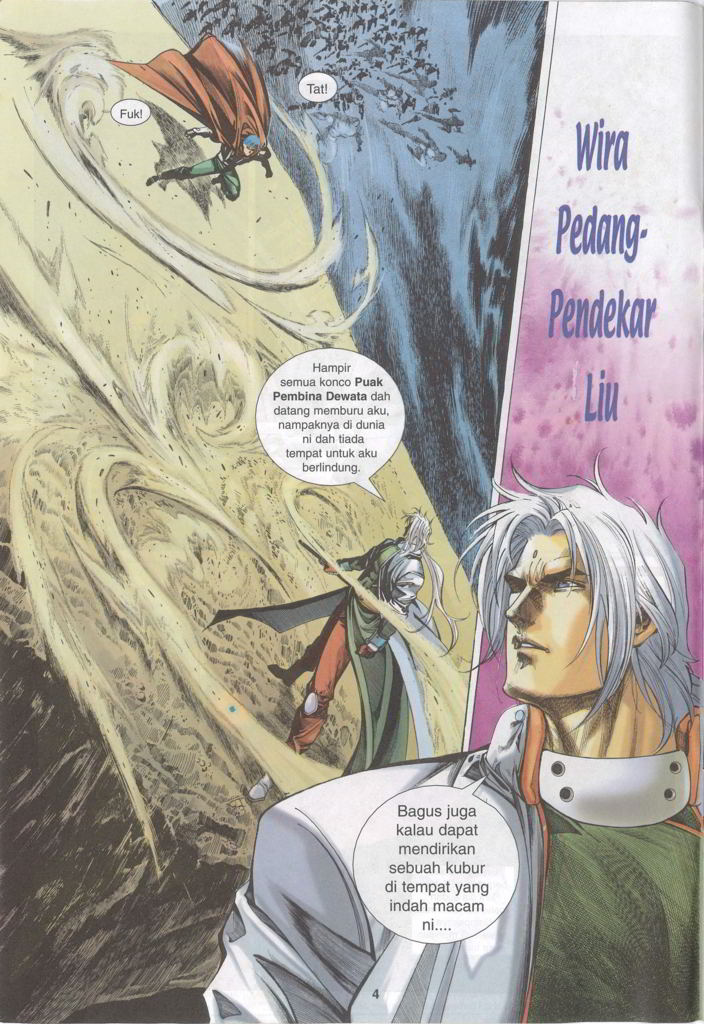 Tat!
Fuk!
Wira
Pedang-
Pendekar
Liu
Hampir
semua konco Puak
Pembina Dewata dah
datang memburu aku,
nampaknya di dunia
ni dah tiada
tempat untuk aku
berlindung.
Bagus juga
kalau dapat
mendirikan
sebuah kubur
di tempat yang
indah macam
ni....
4